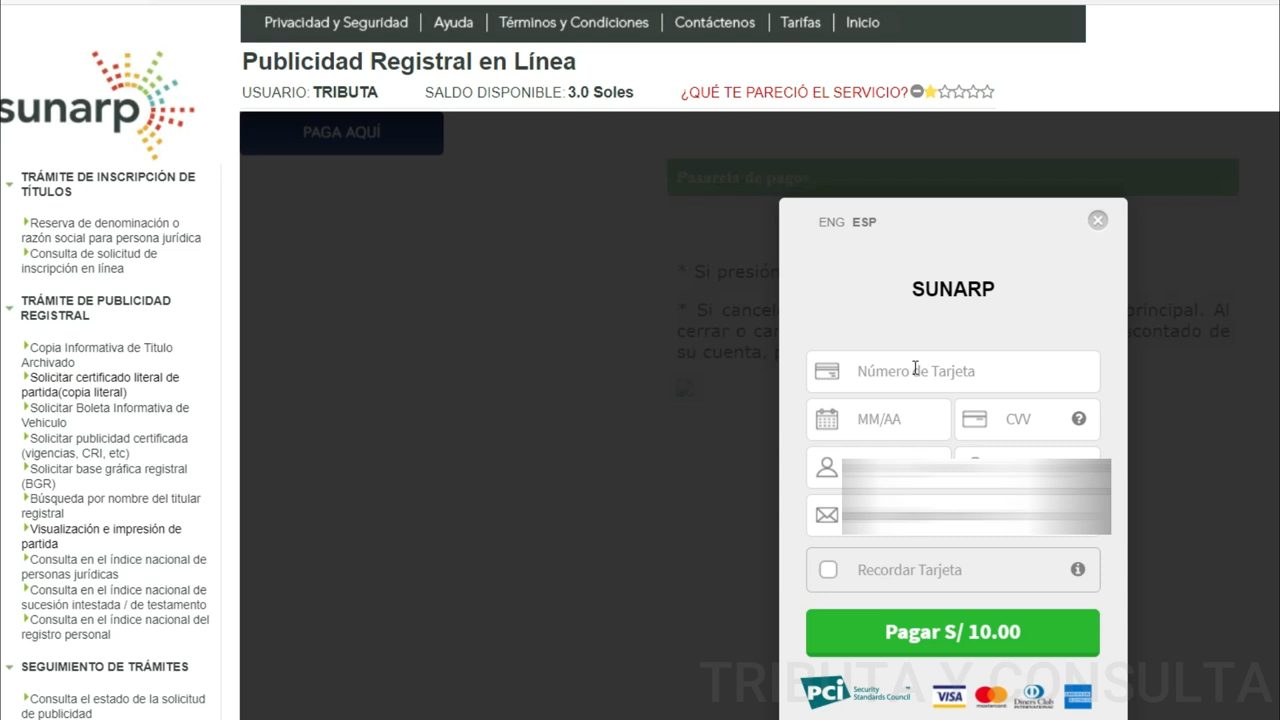 Privacidad y Seguridad | Ayuda | Términos y Condiciones | Contáctenos | Tarifas | Inicio
sunarp
Publicidad Registral en Línea
USUARIO: TRIBUTA SALDO DISPONIBLE: 3.0 Soles ¿QUÉ TE PARECIÓ EL SERVICIO?
TRÁMITE DE INSCRIPCIÓN DE
TÍTULOS
Reserva de denominación o
razón social para persona jurídica
Consulta de solicitud de
inscripción en línea
TRÁMITE DE PUBLICIDAD
REGISTRAL
Copia Informativa de Titulo
Archivado
Solicitar certificado literal de
partida(copia literal)
Solicitar Boleta Informativa de
Vehiculo
Solicitar publicidad certificada
(vigencias, CRI, etc)
Solicitar base gráfica registral
(BGR)
Búsqueda por nombre del titular
registral
Visualización e impresión de
partida
Consulta en el índice nacional de
personas jurídicas
Consulta en el índice nacional de
sucesión intestada / de testamento
Consulta en el índice nacional del
registro personal
SEGUIMIENTO DE TRÁMITES
Consulta el estado de la solicitud
de publicidad
PAGA AQUÍ
Pasarela de pagos
* Si presión
* Si cancel
principal. Al
cerrar o ca
scontado de
su cuenta, p
ENG ESP
SUNARP
Número de Tarjeta
MM/AA CVV
Recordar Tarjeta
Pagar S/ 10.00
TRIBUTA Y CONSULTA
pci Security
Standards Council
VISA mastercard Diners Club
INTERNATIONAL
AMERICAN
EXPRESS